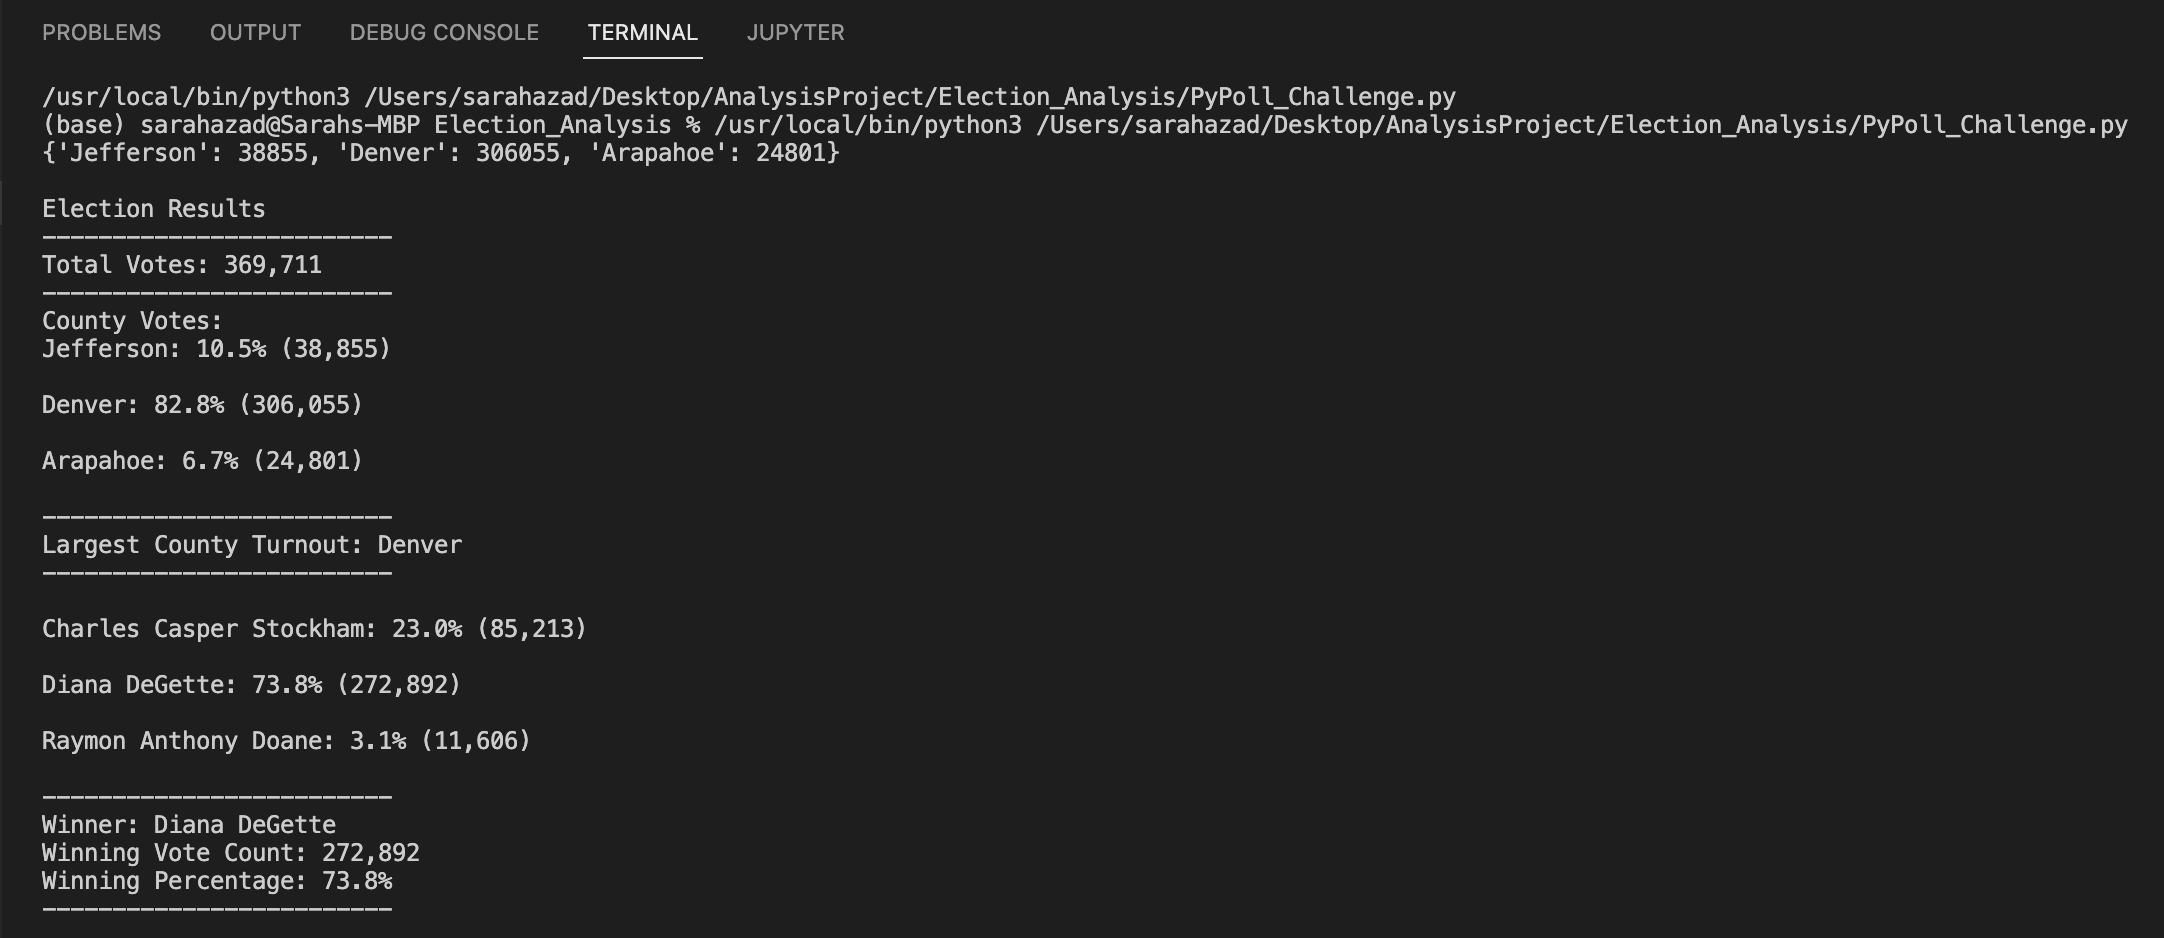 PROBLEMS OUTPUT DEBUG CONSOLE TERMINAL JUPYTER
/usr/local/bin/python3 /Users/sarahazad/Desktop/AnalysisProject/Election_Analysis/PyPoll_Challenge.py
(base) sarahazad@Sarahs-MBP Election_Analysis % /usr/local/bin/python3 /Users/sarahazad/Desktop/AnalysisProject/Election_Analysis/PyPoll_Challenge.py
{'Jefferson': 38855, 'Denver': 306055, 'Arapahoe': 24801}
Election Results
-------------------------
Total Votes: 369,711
-------------------------
County Votes:
Jefferson: 10.5% (38,855)
Denver: 82.8% (306,055)
Arapahoe: 6.7% (24,801)
-------------------------
Largest County Turnout: Denver
-------------------------
Charles Casper Stockham: 23.0% (85,213)
Diana DeGette: 73.8% (272,892)
Raymon Anthony Doane: 3.1% (11,606)
-------------------------
Winner: Diana DeGette
Winning Vote Count: 272,892
Winning Percentage: 73.8%
-------------------------